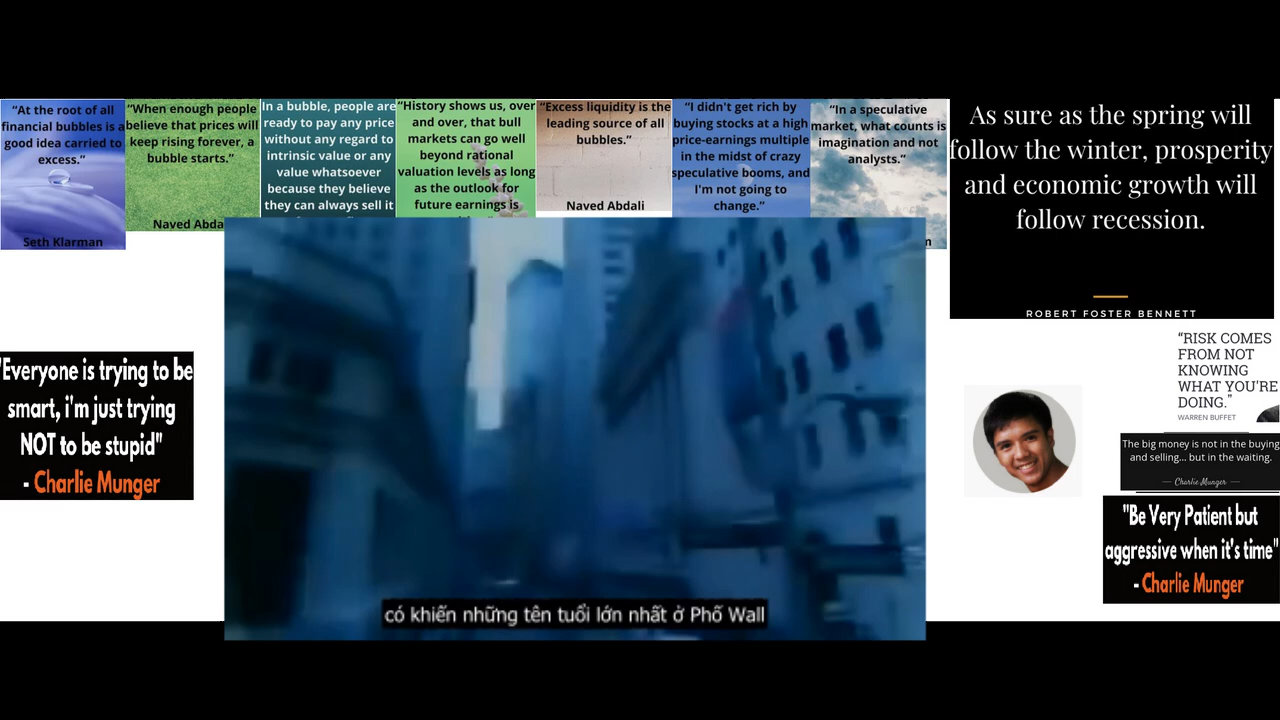 “At the root of all
financial bubbles is a
good idea carried to
excess.”
Seth Klarman
“When enough people
believe that prices will
keep rising forever, a
bubble starts.”
Naved Abda
In a bubble, people are
ready to pay any price
without any regard to
intrinsic value or any
value whatsoever
because they believe
they can always sell it
“History shows us, over
and over, that bull
markets can go well
beyond rational
valuation levels as long
as the outlook for
future earnings is
“Excess liquidity is the
leading source of all
bubbles.”
Naved Abdali
“I didn't get rich by
buying stocks at a high
price-earnings multiple
in the midst of crazy
speculative booms, and
I'm not going to
change.”
“In a speculative
market, what counts is
imagination and not
analysts.”
As sure as the spring will
follow the winter, prosperity
and economic growth will
follow recession.
ROBERT FOSTER BENNETT
"Everyone is trying to be
smart, i'm just trying
NOT to be stupid"
- Charlie Munger
“RISK COMES
FROM NOT
KNOWING
WHAT YOU'RE
DOING.”
WARREN BUFFET
The big money is not in the buying
and selling... but in the waiting.
— Charlie Munger —
"Be Very Patient but
aggressive when it's time"
- Charlie Munger
có khiến những tên tuổi lớn nhất ở Phố Wall